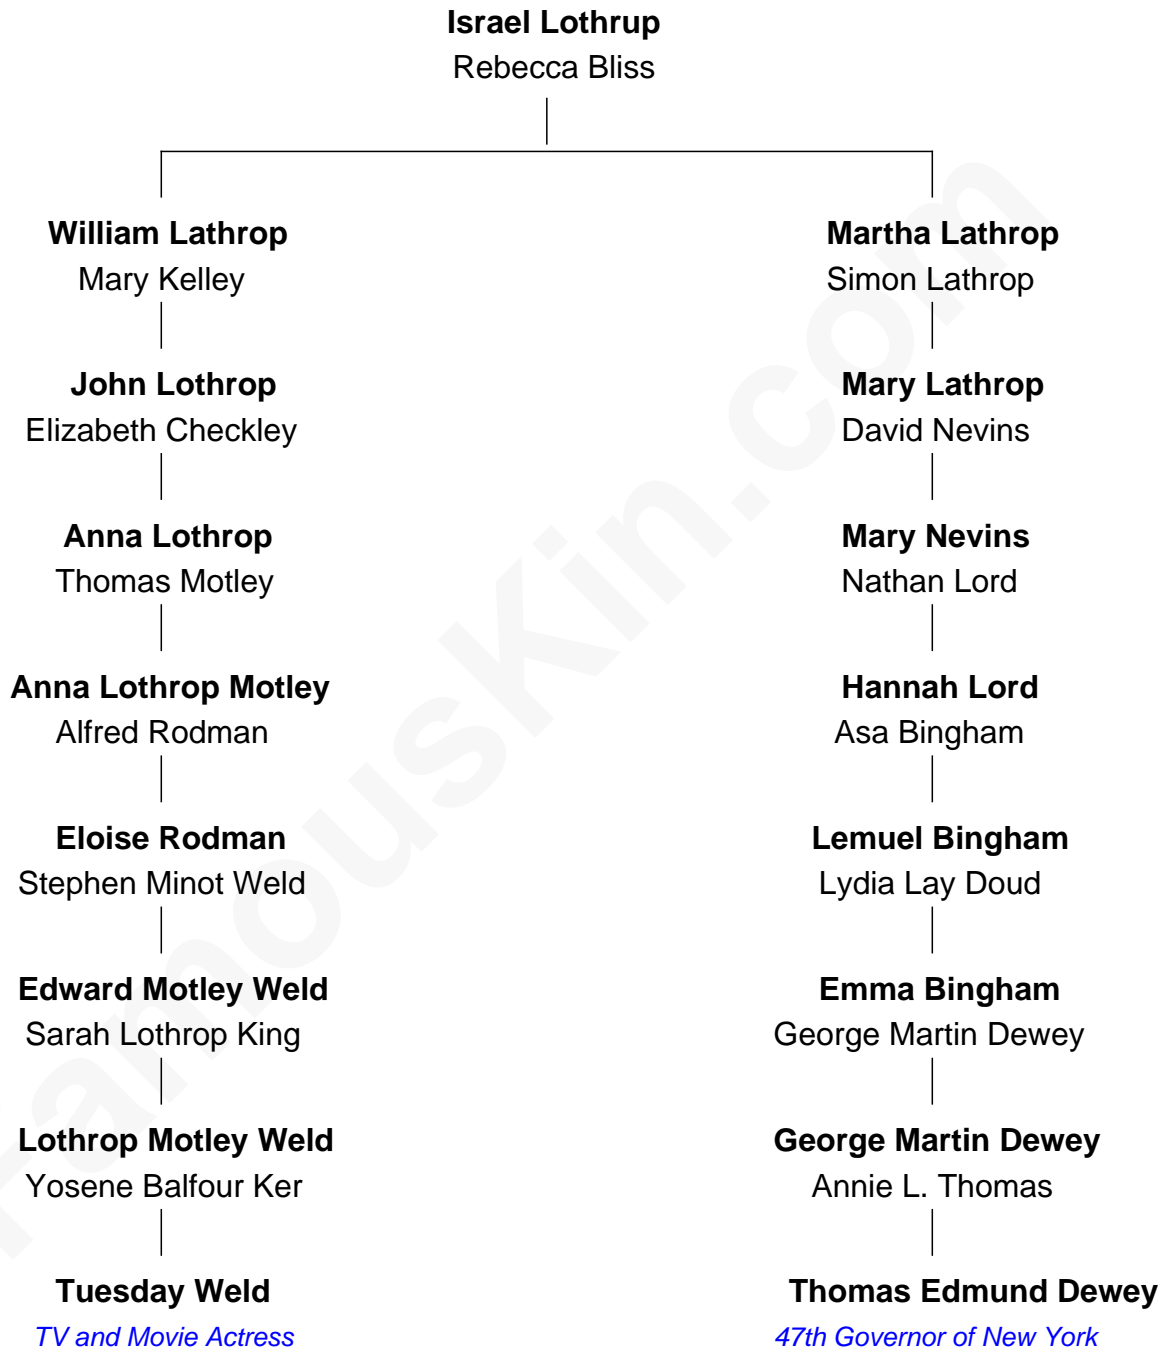 Israel Lothrup
Rebecca Bliss
William Lathrop
Mary Kelley
Martha Lathrop
Simon Lathrop
John Lothrop
Elizabeth Checkley
Mary Lathrop
David Nevins
Anna Lothrop
Thomas Motley
Mary Nevins
Nathan Lord
Anna Lothrop Motley
Alfred Rodman
Hannah Lord
Asa Bingham
Eloise Rodman
Stephen Minot Weld
Lemuel Bingham
Lydia Lay Doud
Edward Motley Weld
Sarah Lothrop King
Emma Bingham
George Martin Dewey
Lothrop Motley Weld
Yosene Balfour Ker
George Martin Dewey
Annie L. Thomas
Tuesday Weld
TV and Movie Actress
Thomas Edmund Dewey
47th Governor of New York
FamousKin.com